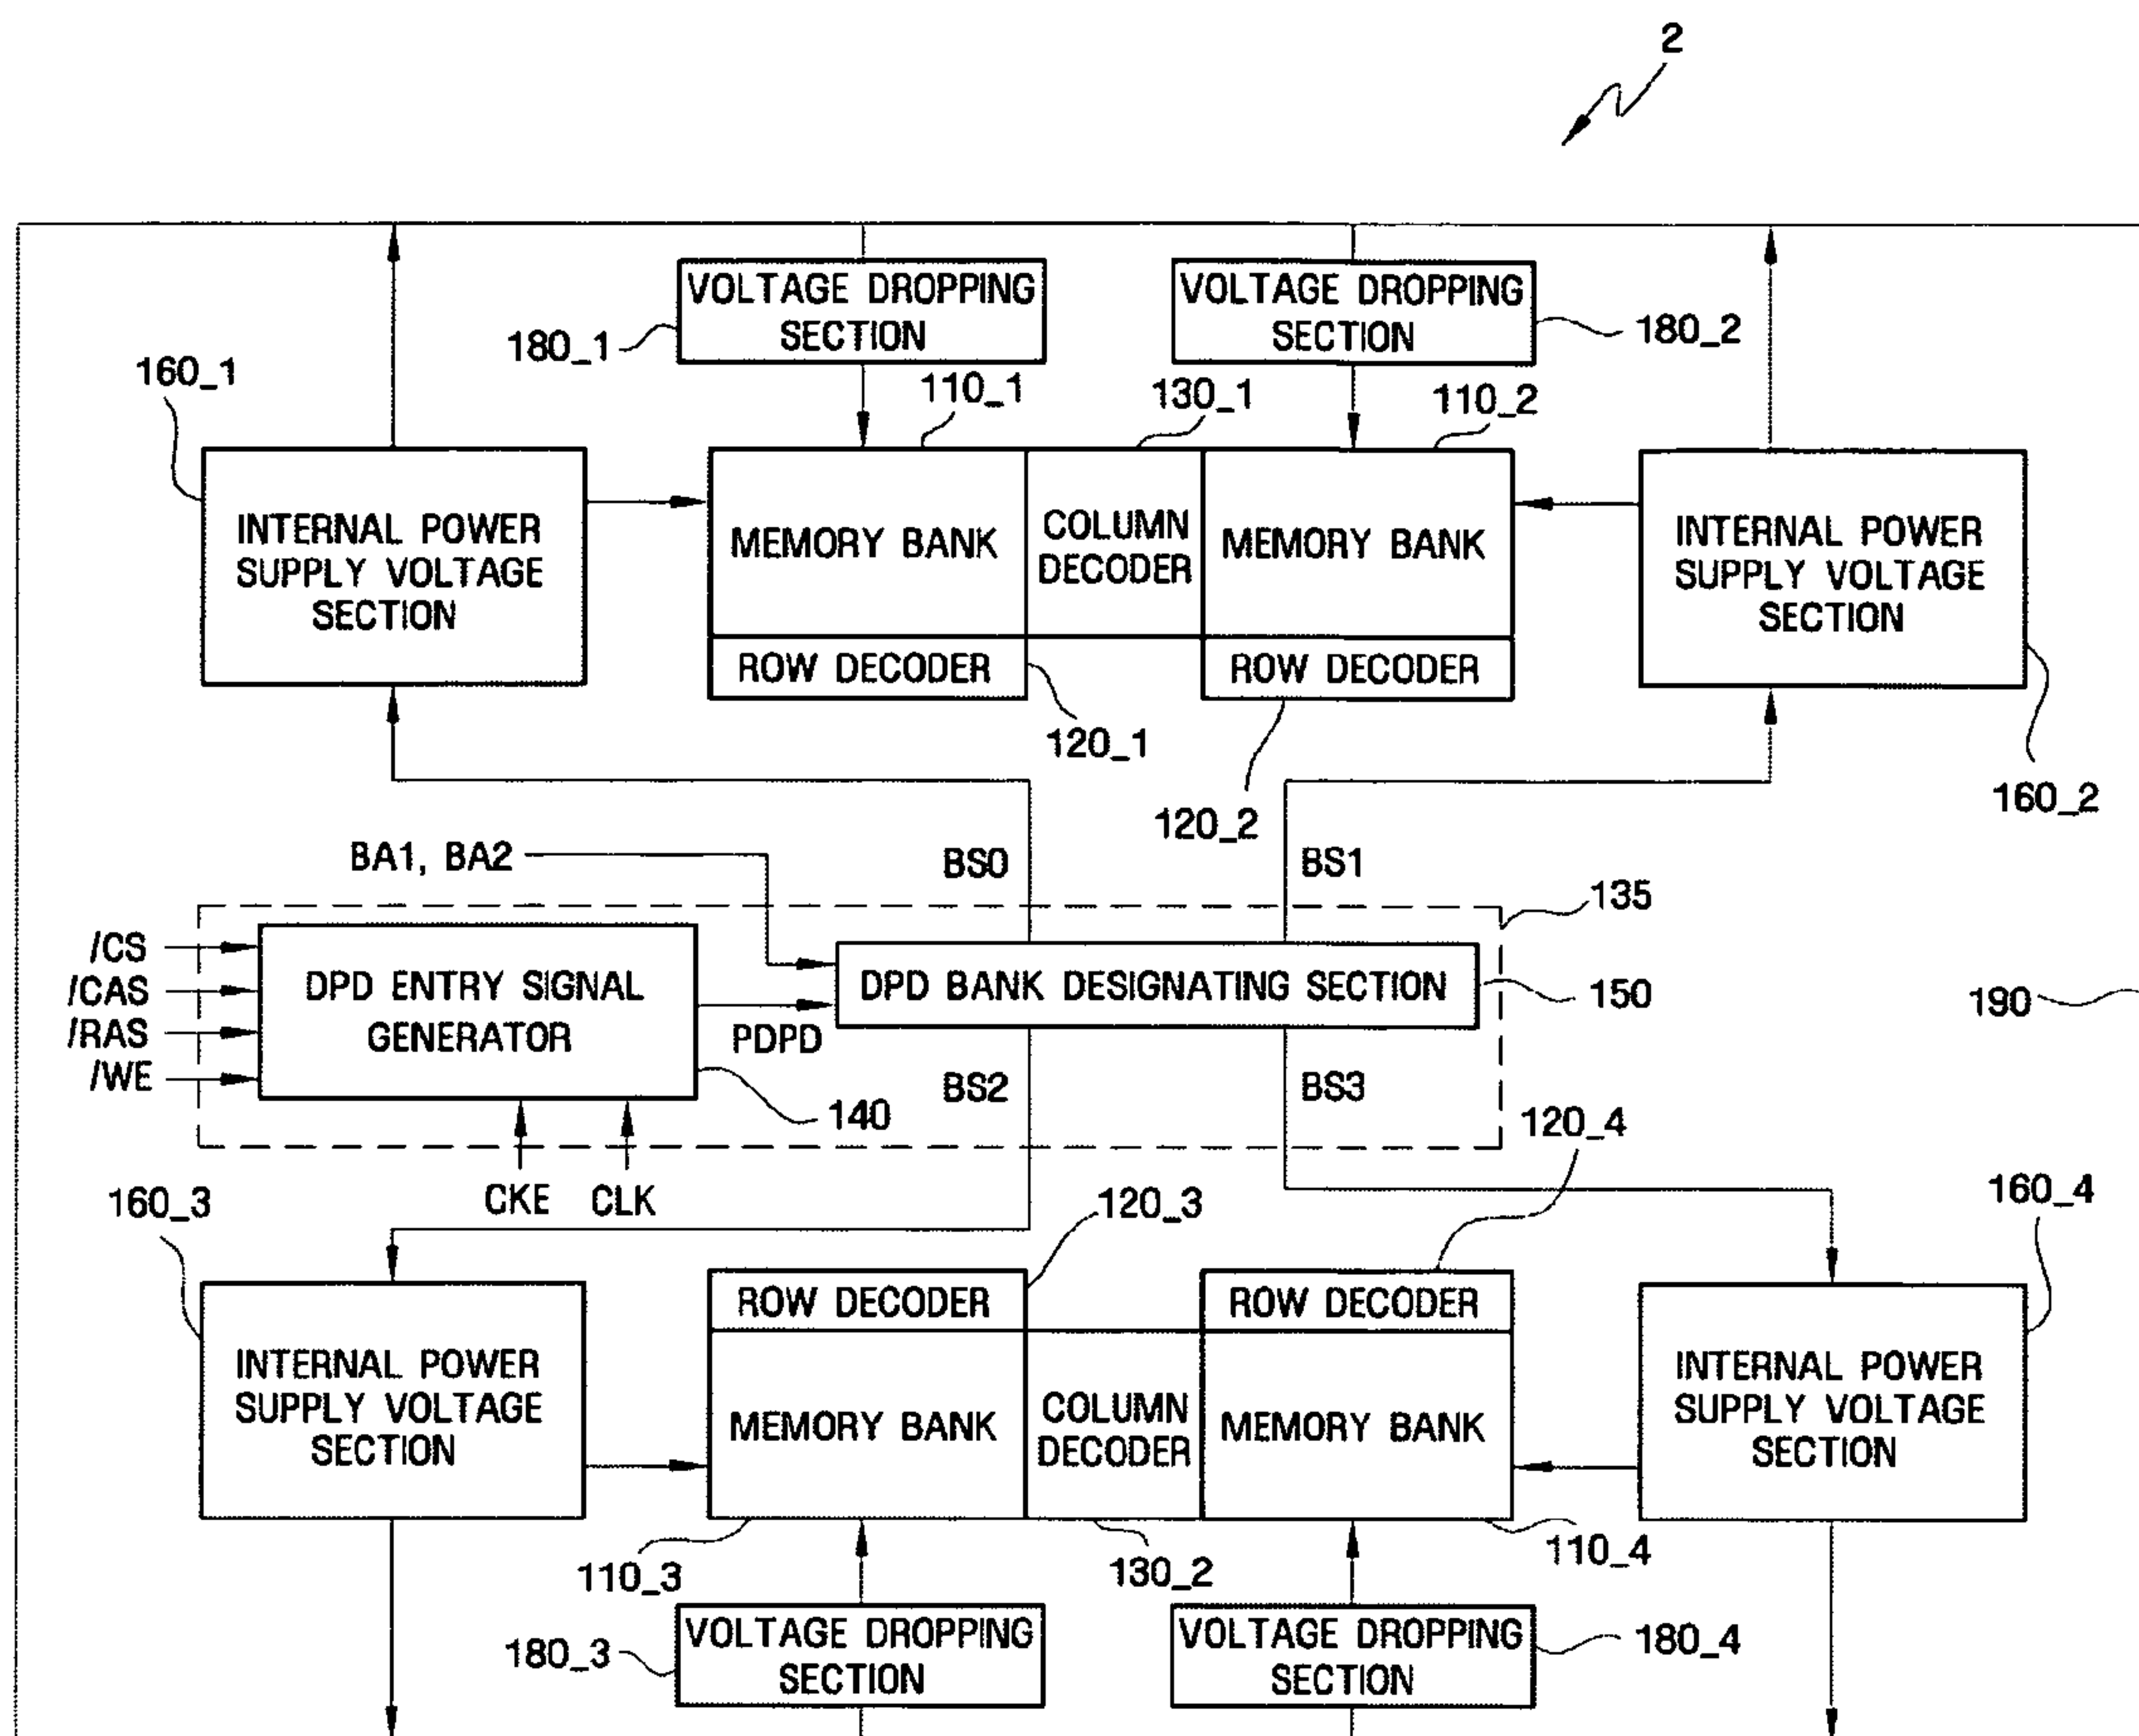 2
VOLTAGE DROPPING
SECTION
VOLTAGE DROPPING
SECTION
180_1
180_2
160_1
110_1
130_1
110_2
INTERNAL POWER
SUPPLY VOLTAGE
SECTION
MEMORY BANK
COLUMN
DECODER
MEMORY BANK
INTERNAL POWER
SUPPLY VOLTAGE
SECTION
ROW DECODER
ROW DECODER
120_1
120_2
160_2
BA1, BA2
BS0
BS1
135
/CS
/CAS
/RAS
/WE
DPD ENTRY SIGNAL
GENERATOR
PDPD
DPD BANK DESIGNATING SECTION
150
190
140
BS2
BS3
120_4
CKE
CLK
160_3
120_3
160_4
ROW DECODER
ROW DECODER
INTERNAL POWER
SUPPLY VOLTAGE
SECTION
MEMORY BANK
COLUMN
DECODER
MEMORY BANK
INTERNAL POWER
SUPPLY VOLTAGE
SECTION
110_3
130_2
110_4
VOLTAGE DROPPING
SECTION
VOLTAGE DROPPING
SECTION
180_3
180_4